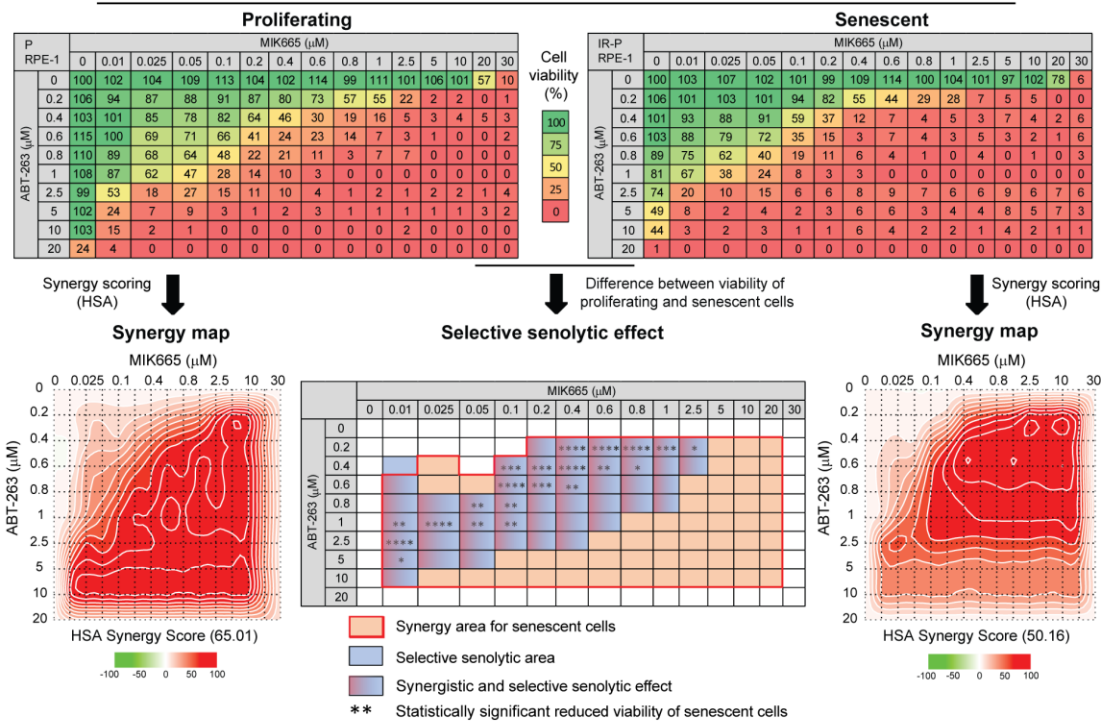 Proliferating
P RPE-1 MIK665 (μM)
0 0.01 0.025 0.05 0.1 0.2 0.4 0.6 0.8 1 2.5 5 10 20 30
ABT-263 (μM)
0 100 102 104 109 113 104 102 114 99 111 101 106 101 57 10
0.2 106 94 87 88 91 87 80 73 57 55 22 2 2 0 1
0.4 103 101 85 78 82 64 46 30 19 16 5 3 4 5 3
0.6 115 100 69 71 66 41 24 23 14 7 3 1 0 0 2
0.8 110 89 68 64 48 22 21 11 3 7 7 0 0 0 0
1 108 87 62 47 28 14 10 3 0 0 0 0 0 0 0
2.5 99 53 18 27 15 11 10 4 1 2 1 2 1 1 4
5 102 24 7 9 3 1 2 3 1 1 1 1 1 3 2
10 103 15 2 1 0 0 0 0 0 0 0 0 0 0 0
20 24 4 0 0 0 0 0 0 0 0 0 0 0 0 0
Cell
viability
(%)
100
75
50
25
0
Senescent
IR-P RPE-1 MIK665 (μM)
0 0.01 0.025 0.05 0.1 0.2 0.4 0.6 0.8 1 2.5 5 10 20 30
ABT-263 (μM)
0 100 103 107 102 101 99 109 114 100 104 101 97 102 78 6
0.2 106 101 103 101 94 82 55 44 29 28 7 5 5 0 0
0.4 101 93 88 91 59 37 12 7 4 5 3 4 4 5 4
0.6 103 88 79 72 35 15 3 7 4 3 5 3 2 1 6
0.8 89 75 62 40 19 11 6 4 3 4 0 1 0 1 3
1 81 67 38 24 8 3 3 0 0 0 0 0 0 0 0
2.5 74 20 10 15 6 6 8 9 7 6 9 6 7 6 6
5 49 8 2 4 2 3 6 6 3 4 4 8 5 7 3
10 44 3 2 3 1 1 6 4 2 2 1 1 2 1 6
20 1 0 0 0 0 0 0 0 0 0 0 0 0 0 0
Synergy scoring
(HSA)
Difference between viability of
proliferating and senescent cells
Synergy scoring
(HSA)
Synergy map
MIK665 (μM)
0 0.025 0.1 0.4 0.8 2.5 10 30
ABT-263 (μM)
0
0.2
0.4
0.6
0.8
1
2.5
5
10
20
HSA Synergy Score (65.01)
-100 -50 0 50 100
Selective senolytic effect
MIK665 (μM)
0 0.01 0.025 0.05 0.1 0.2 0.4 0.6 0.8 1 2.5 5 10 20 30
ABT-263 (μM)
0
0.2 **** **** **** *** *
0.4 *** *** **** ** *
0.6 **** *** **
0.8 ** **
1 ** **** ** **
2.5 ****
5 *
10
20
Synergy area for senescent cells
Selective senolytic area
Synergistic and selective senolytic effect
** Statistically significant reduced viability of senescent cells
Synergy map
MIK665 (μM)
0 0.025 0.1 0.4 0.8 2.5 10 30
ABT-263 (μM)
0
0.2
0.4
0.6
0.8
1
2.5
5
10
20
HSA Synergy Score (50.16)
-100 -50 0 50 100